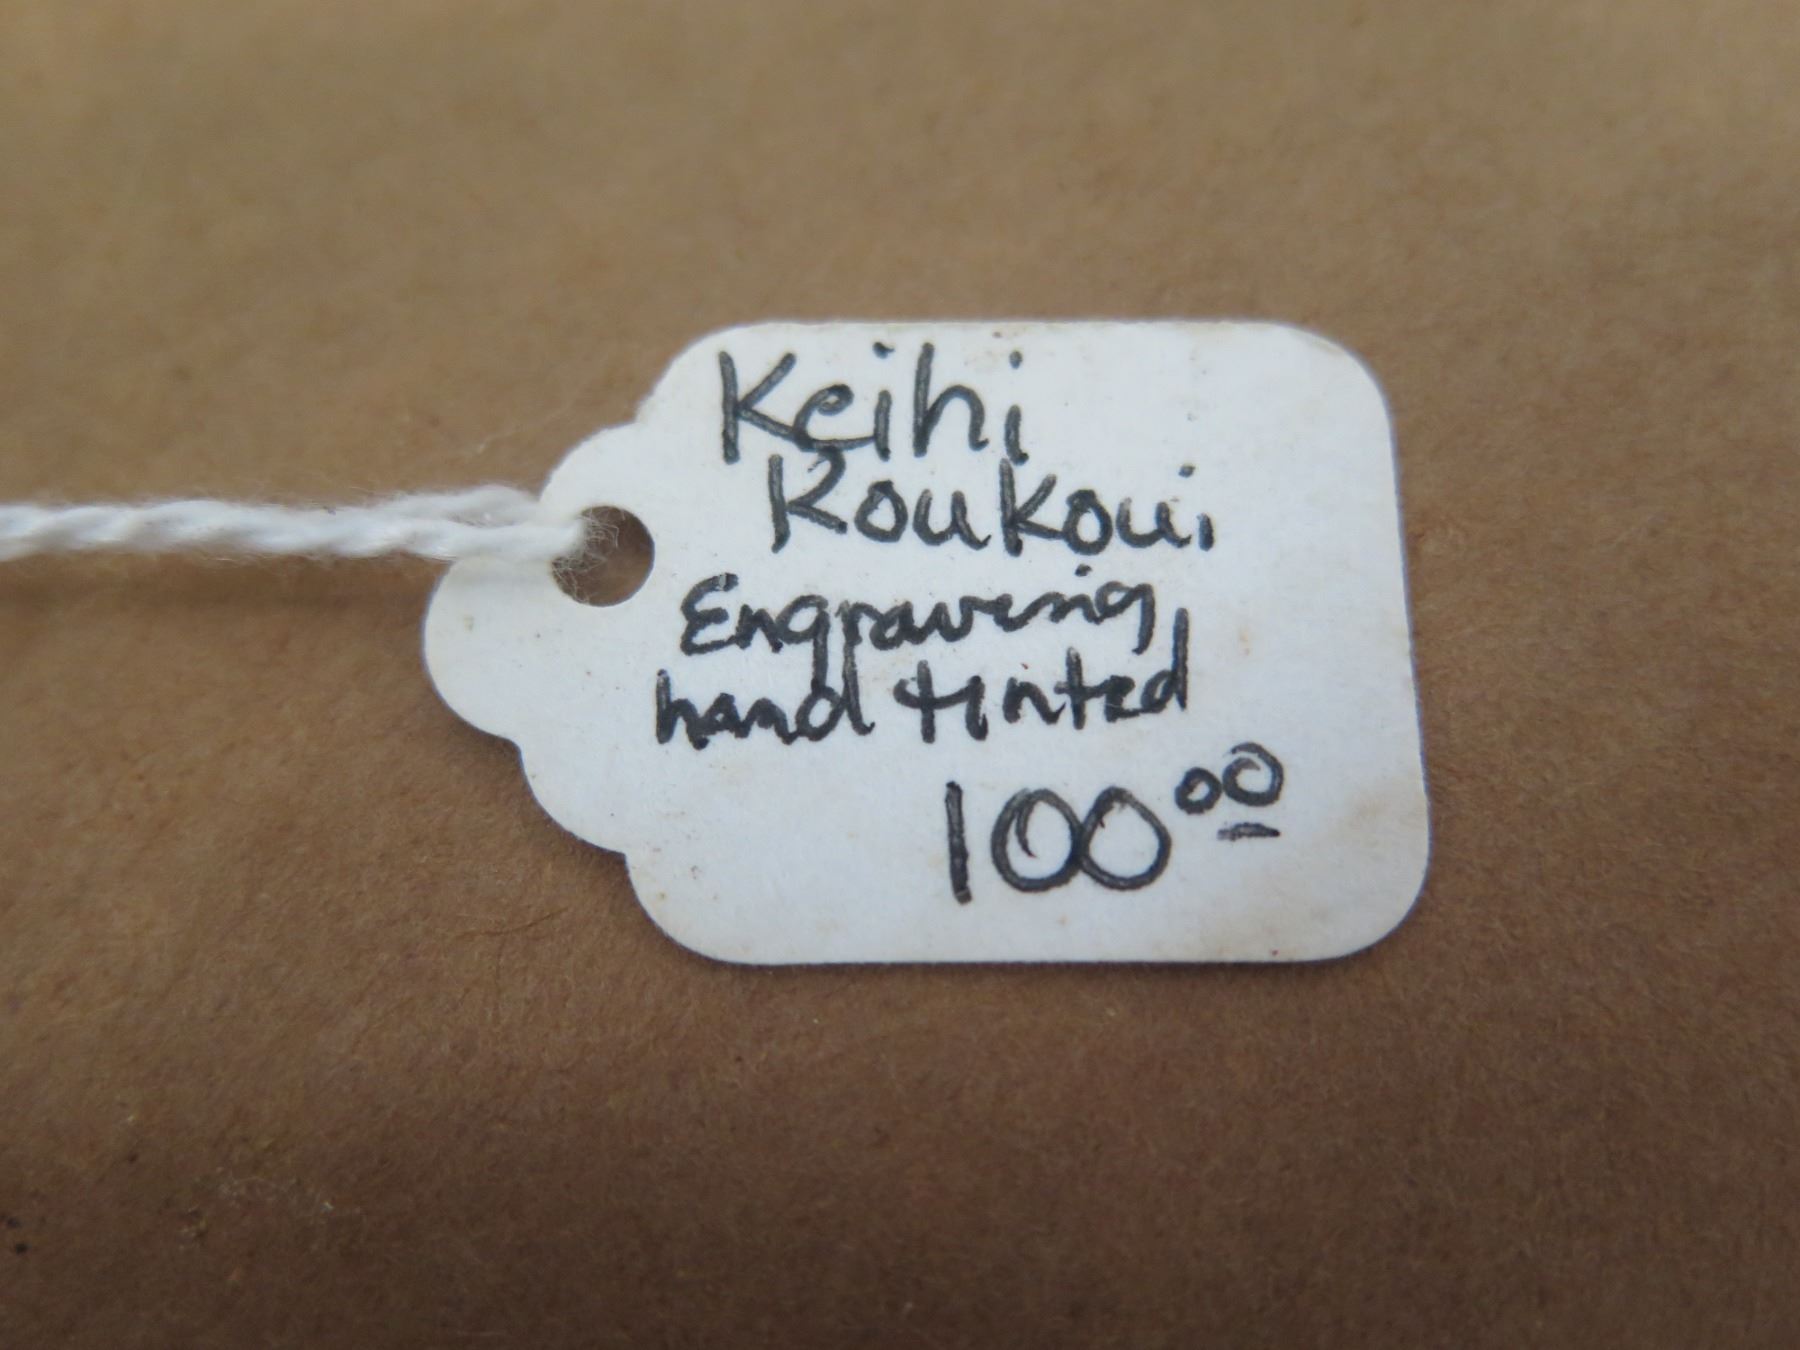 Keihi
Koukoui
Engraving
hand tinted
100.00